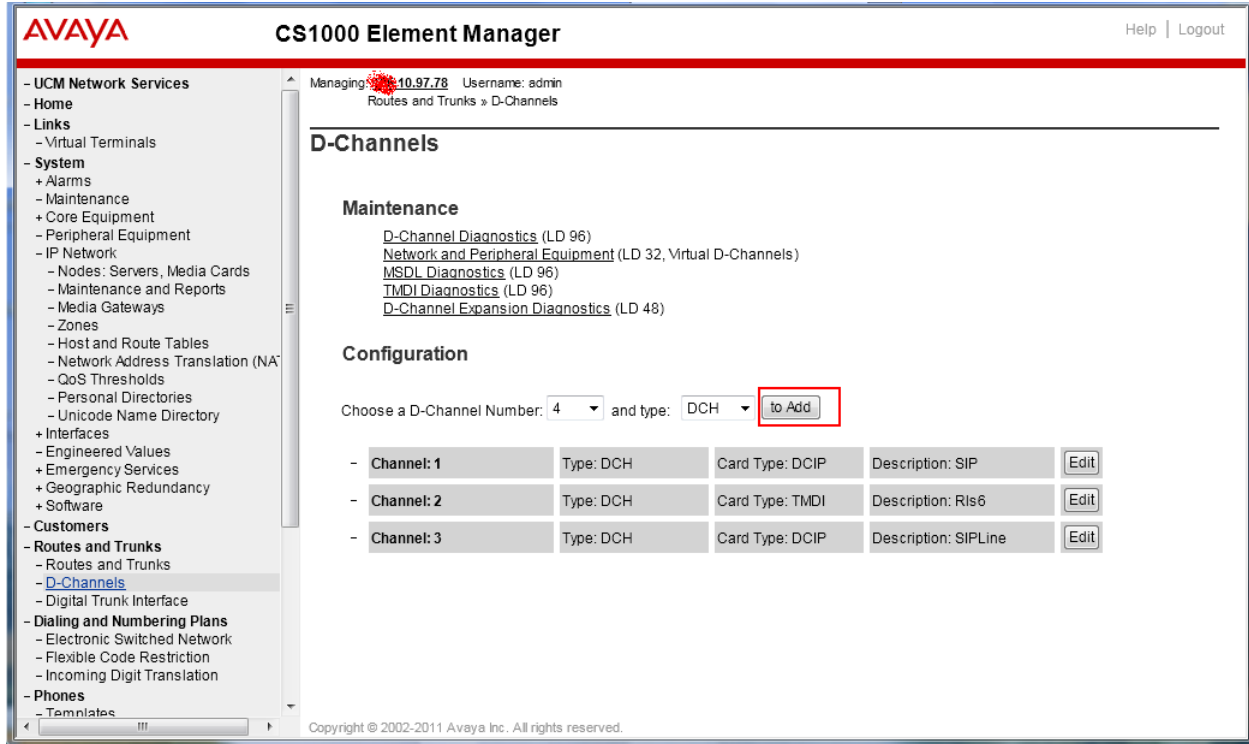 AVAYA
CS1000 Element Manager
Help | Logout
- UCM Network Services
- Home
- Links
- Virtual Terminals
- System
+ Alarms
- Maintenance
+ Core Equipment
- Peripheral Equipment
- IP Network
- Nodes: Servers, Media Cards
- Maintenance and Reports
- Media Gateways
- Zones
- Host and Route Tables
- Network Address Translation (NAT
- QoS Thresholds
- Personal Directories
- Unicode Name Directory
+ Interfaces
- Engineered Values
+ Emergency Services
+ Geographic Redundancy
+ Software
- Customers
- Routes and Trunks
- Routes and Trunks
- D-Channels
- Digital Trunk Interface
- Dialing and Numbering Plans
- Electronic Switched Network
- Flexible Code Restriction
- Incoming Digit Translation
- Phones
- Templates
Managing: .10.97.78 Username: admin
Routes and Trunks » D-Channels
D-Channels
Maintenance
D-Channel Diagnostics (LD 96)
Network and Peripheral Equipment (LD 32, Virtual D-Channels)
MSDL Diagnostics (LD 96)
TMDI Diagnostics (LD 96)
D-Channel Expansion Diagnostics (LD 48)
Configuration
Choose a D-Channel Number: 4 and type: DCH to Add
- Channel: 1 Type: DCH Card Type: DCIP Description: SIP Edit
- Channel: 2 Type: DCH Card Type: TMDI Description: Rls6 Edit
- Channel: 3 Type: DCH Card Type: DCIP Description: SIPLine Edit
Copyright © 2002-2011 Avaya Inc. All rights reserved.